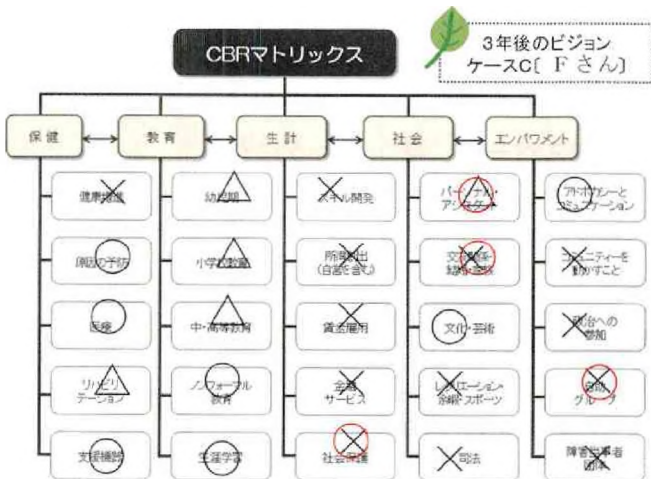 CBRマトリックス
3年後のビジョン
ケースC[ Fさん]
保健
教育
生計
社会
エンパワメント
健康増進
幼児期
スキル開発
パーソナル・
アシスタント
アドボカシーと
コミュニケーション
原因の予防
小学校教育
所得創出
(自営を含む)
交友関係・
コミュニティーを
動かすこと
医療
中・高等教育
賃金雇用
文化・芸術
政治への
参加
リハビリ
テーション
ノンフォーマル
教育
金融
サービス
レクリエーション・
余暇・スポーツ
自助
グループ
支援機器
生涯学習
社会保護
司法
障害当事者
団体